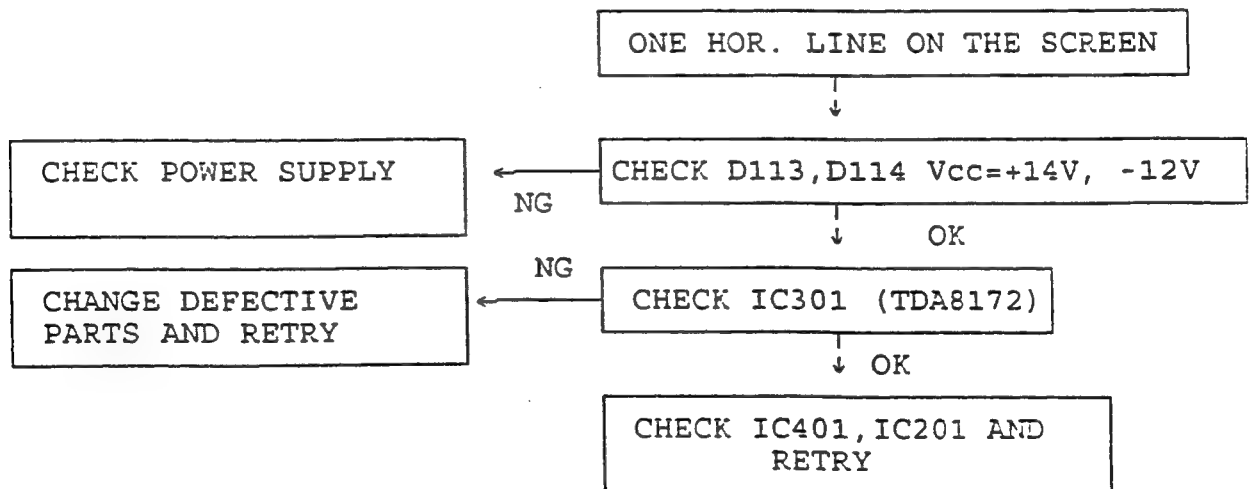 ONE HOR. LINE ON THE SCREEN
CHECK POWER SUPPLY
CHECK D113,D114 Vcc=+14V, -12V
NG
OK
NG
CHANGE DEFECTIVE
PARTS AND RETRY
CHECK IC301 (TDA8172)
OK
CHECK IC401,IC201 AND
RETRY